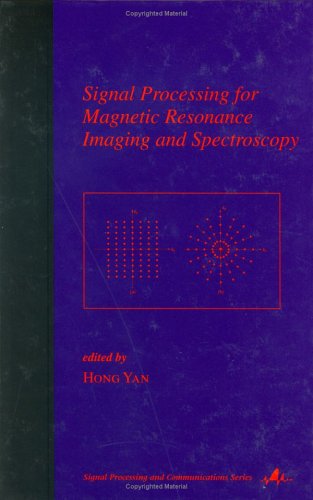 Signal Processing for
Magnetic Resonance
Imaging and Spectroscopy
edited by
HONG YAN
Signal Processing and Communications Series